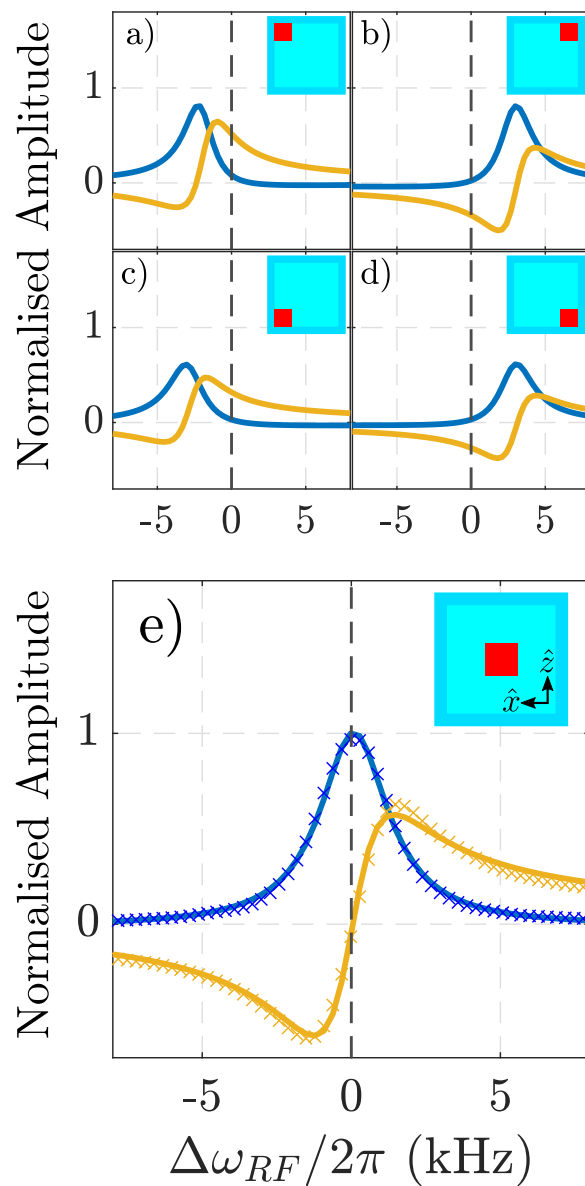 a)
b)
1
0
c)
d)
1
0
Normalised Amplitude
-5
0
5
-5
0
5
e)
ẑ
x̂
1
0
Normalised Amplitude
-5
0
5
Δω_RF/2π (kHz)